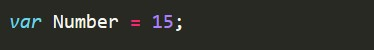 var Number = 15;